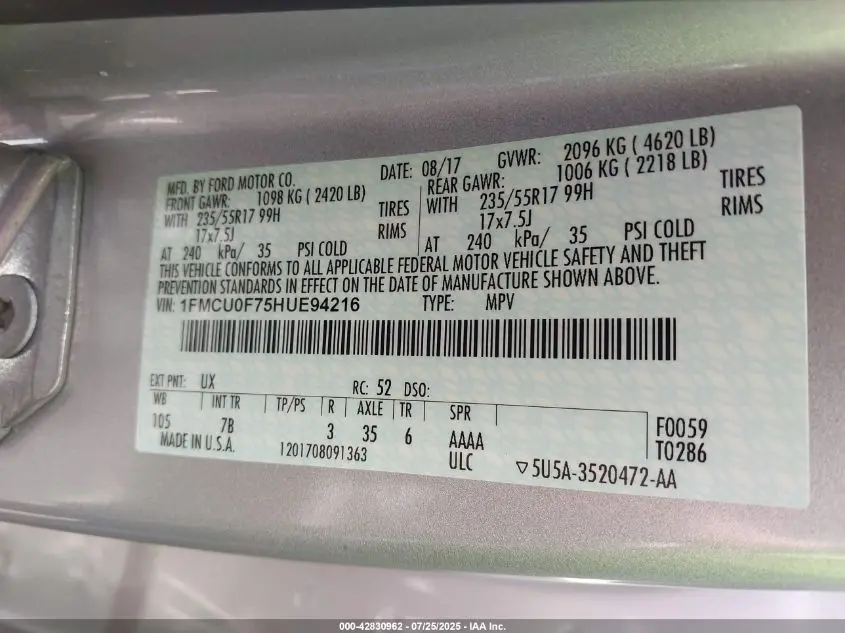 MFD. BY FORD MOTOR CO. DATE: 08/17 GVWR: 2096 KG ( 4620 LB)
FRONT GAWR: 1098 KG ( 2420 LB) REAR GAWR: 1006 KG ( 2218 LB)
WITH 235/55R17 99H TIRES WITH 235/55R17 99H TIRES
17x7.5J RIMS 17x7.5J RIMS
AT 240 kPa/ 35 PSI COLD AT 240 kPa/ 35 PSI COLD
THIS VEHICLE CONFORMS TO ALL APPLICABLE FEDERAL MOTOR VEHICLE SAFETY AND THEFT
PREVENTION STANDARDS IN EFFECT ON THE DATE OF MANUFACTURE SHOWN ABOVE.
VIN: 1FMCU0F75HUE94216 TYPE: MPV
EXT PNT: UX RC: 52 DSO:
WB INT TR TP/PS R AXLE TR SPR
105 7B 3 35 6 AAAA F0059
MADE IN U.S.A. 1201708091363 ULC T0286
▽5U5A-3520472-AA
000-42830962 - 07/25/2025 - IAA Inc.